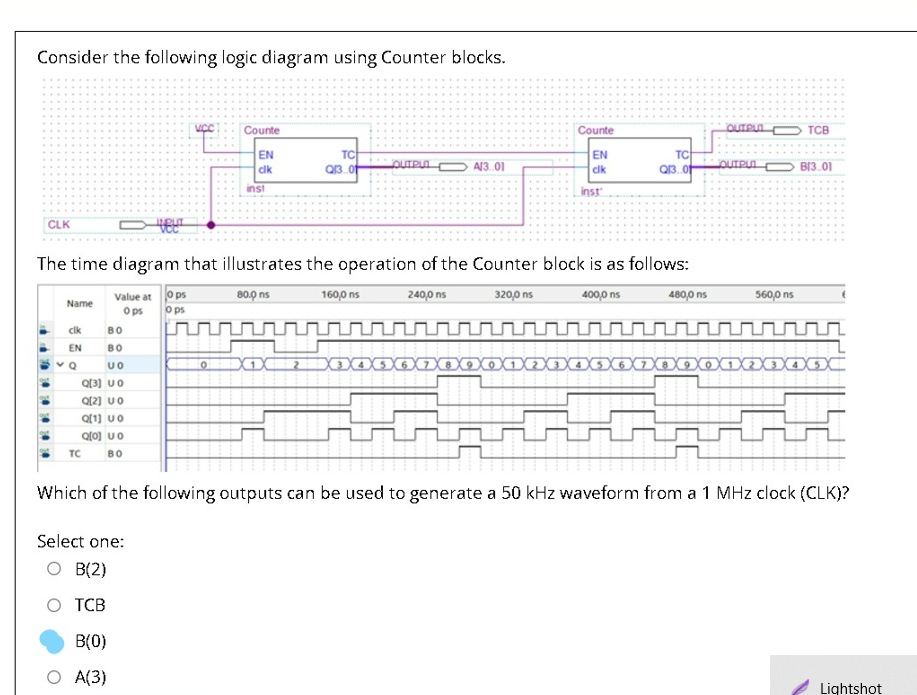 Consider the following logic diagram using Counter blocks.
VCC Counte Counte OUTPUT TCB
EN TC EN TC
clk Q[3..0] OUTPUT A[3..0] clk Q[3..0] OUTPUT B[3..0]
inst inst
CLK INPUT
VCC
The time diagram that illustrates the operation of the Counter block is as follows:
Name Value at 0 ps 80.0 ns 160.0 ns 240.0 ns 320.0 ns 400.0 ns 480.0 ns 560.0 ns
0 ps 0 ps
clk B 0
EN B 0
Q U 0 0 1 2 3 4 5 6 7 8 9 0 1 2 3 4 5 6 7 8 9 0 1 2 3 4 5
Q[3] U 0
Q[2] U 0
Q[1] U 0
Q[0] U 0
TC B 0
Which of the following outputs can be used to generate a 50 kHz waveform from a 1 MHz clock (CLK)?
Select one:
B(2)
TCB
B(0)
A(3)
Lightshot